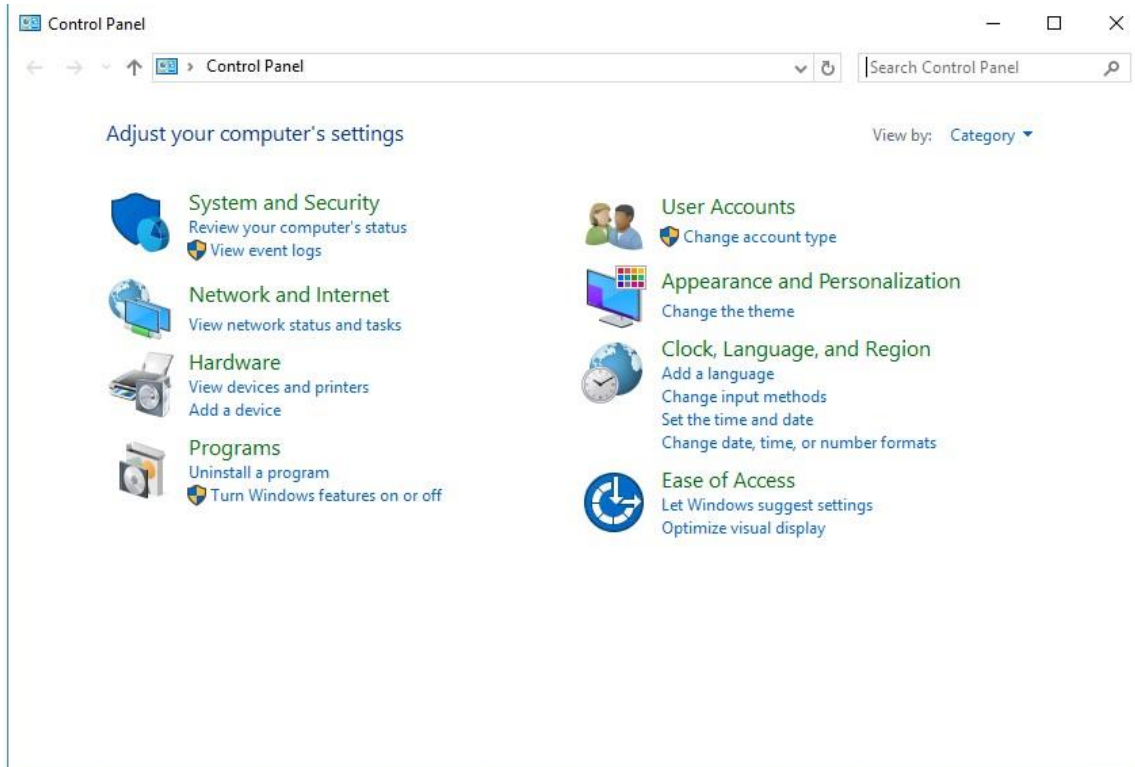 Control Panel
Control Panel
Search Control Panel
Adjust your computer's settings
View by: Category
System and Security
Review your computer's status
View event logs
Network and Internet
View network status and tasks
Hardware
View devices and printers
Add a device
Programs
Uninstall a program
Turn Windows features on or off
User Accounts
Change account type
Appearance and Personalization
Change the theme
Clock, Language, and Region
Add a language
Change input methods
Set the time and date
Change date, time, or number formats
Ease of Access
Let Windows suggest settings
Optimize visual display